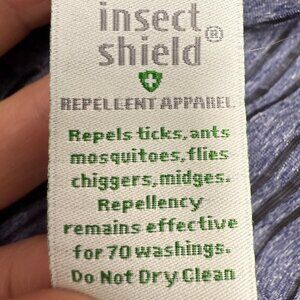 insect
shield®
REPELLENT APPAREL
Repels ticks, ants
mosquitoes, flies
chiggers, midges.
Repellency
remains effective
for 70 washings.
Do Not Dry Clean